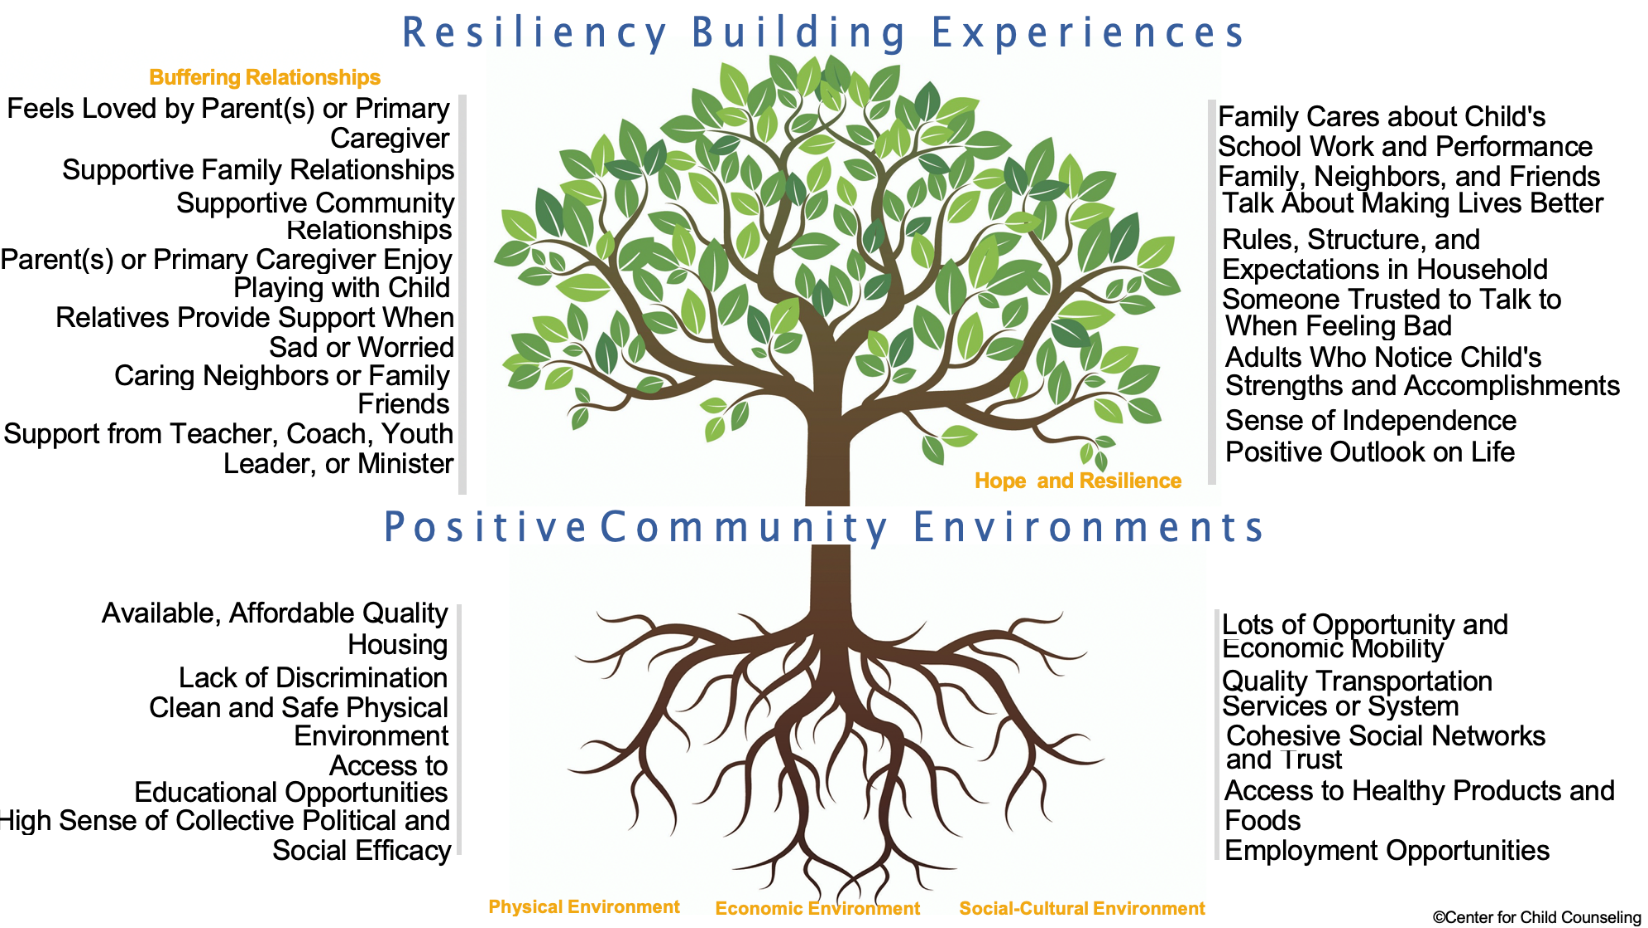 Resiliency Building Experiences
Buffering Relationships
Feels Loved by Parent(s) or Primary
Caregiver
Supportive Family Relationships
Supportive Community
Relationships
Parent(s) or Primary Caregiver Enjoy
Playing with Child
Relatives Provide Support When
Sad or Worried
Caring Neighbors or Family
Friends
Support from Teacher, Coach, Youth
Leader, or Minister
Family Cares about Child's
School Work and Performance
Family, Neighbors, and Friends
Talk About Making Lives Better
Rules, Structure, and
Expectations in Household
Someone Trusted to Talk to
When Feeling Bad
Adults Who Notice Child's
Strengths and Accomplishments
Sense of Independence
Positive Outlook on Life
Hope and Resilience
Positive Community Environments
Available, Affordable Quality
Housing
Lack of Discrimination
Clean and Safe Physical
Environment
Access to
Educational Opportunities
High Sense of Collective Political and
Social Efficacy
Lots of Opportunity and
Economic Mobility
Quality Transportation
Services or System
Cohesive Social Networks
and Trust
Access to Healthy Products and
Foods
Employment Opportunities
Physical Environment
Economic Environment
Social-Cultural Environment
©Center for Child Counseling